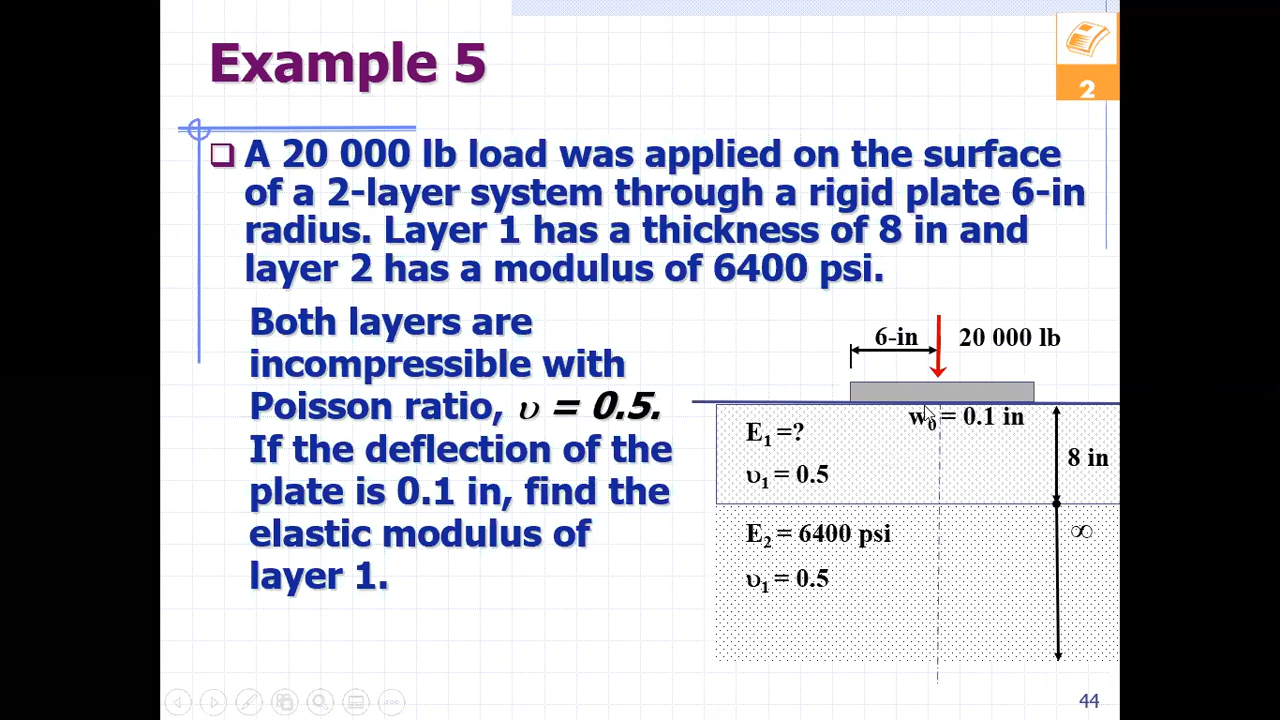 Example 5
2
❑ A 20 000 lb load was applied on the surface
of a 2-layer system through a rigid plate 6-in
radius. Layer 1 has a thickness of 8 in and
layer 2 has a modulus of 6400 psi.
Both layers are
incompressible with
Poisson ratio, υ = 0.5.
If the deflection of the
plate is 0.1 in, find the
elastic modulus of
layer 1.
6-in
20 000 lb
w₀ = 0.1 in
E₁ =?
υ₁ = 0.5
8 in
E₂ = 6400 psi
∞
υ₁ = 0.5
44